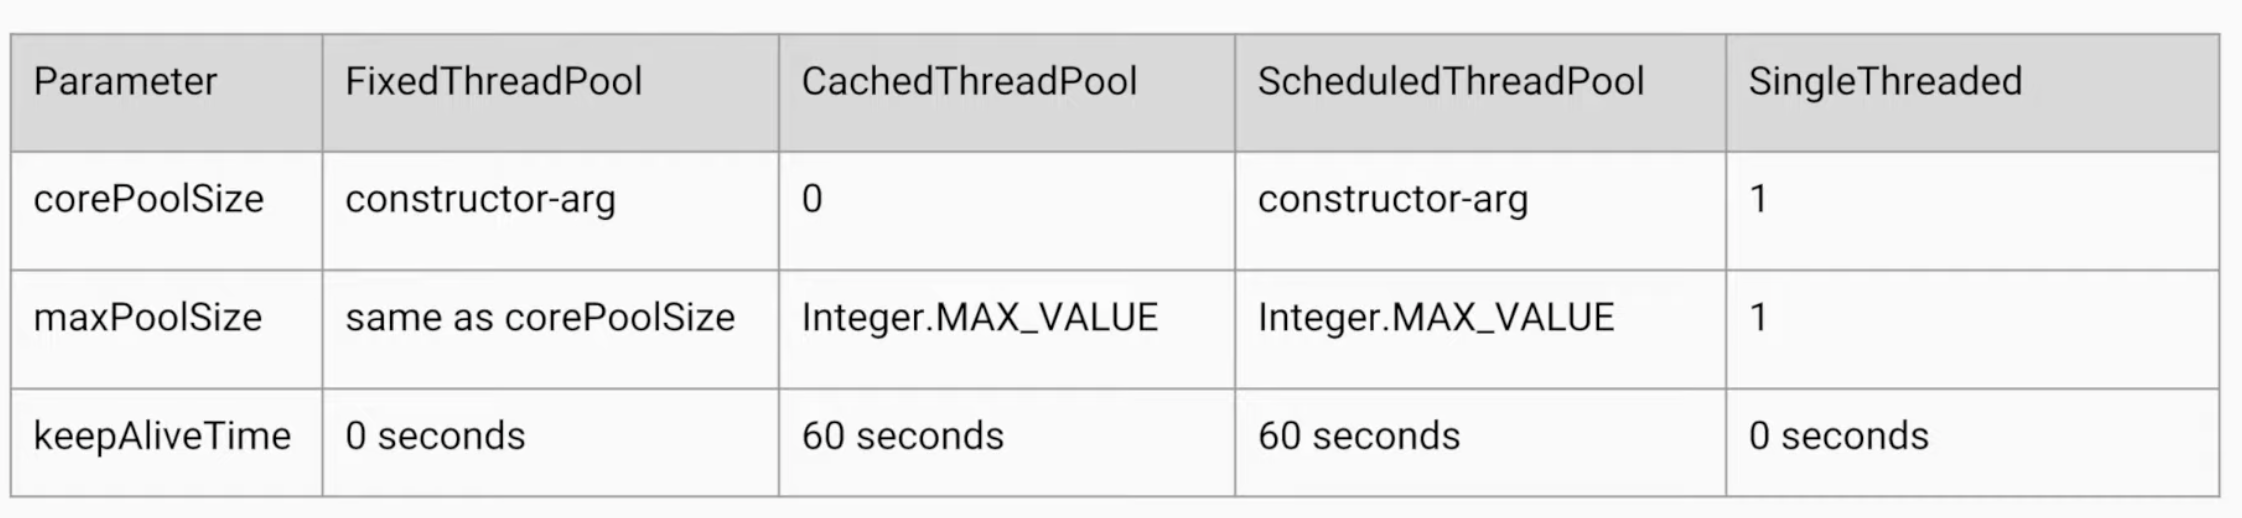 Parameter FixedThreadPool CachedThreadPool ScheduledThreadPool SingleThreaded
corePoolSize constructor-arg 0 constructor-arg 1
maxPoolSize same as corePoolSize Integer.MAX_VALUE Integer.MAX_VALUE 1
keepAliveTime 0 seconds 60 seconds 60 seconds 0 seconds